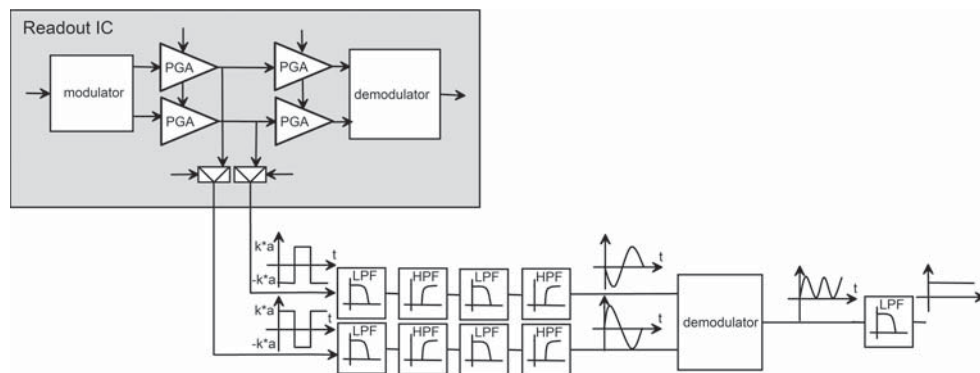 Readout IC
PGA
PGA
modulator
demodulator
PGA
PGA
k*a
t
-k*a
LPF
HPF
LPF
HPF
t
k*a
t
-k*a
LPF
HPF
LPF
HPF
t
demodulator
t
LPF
t